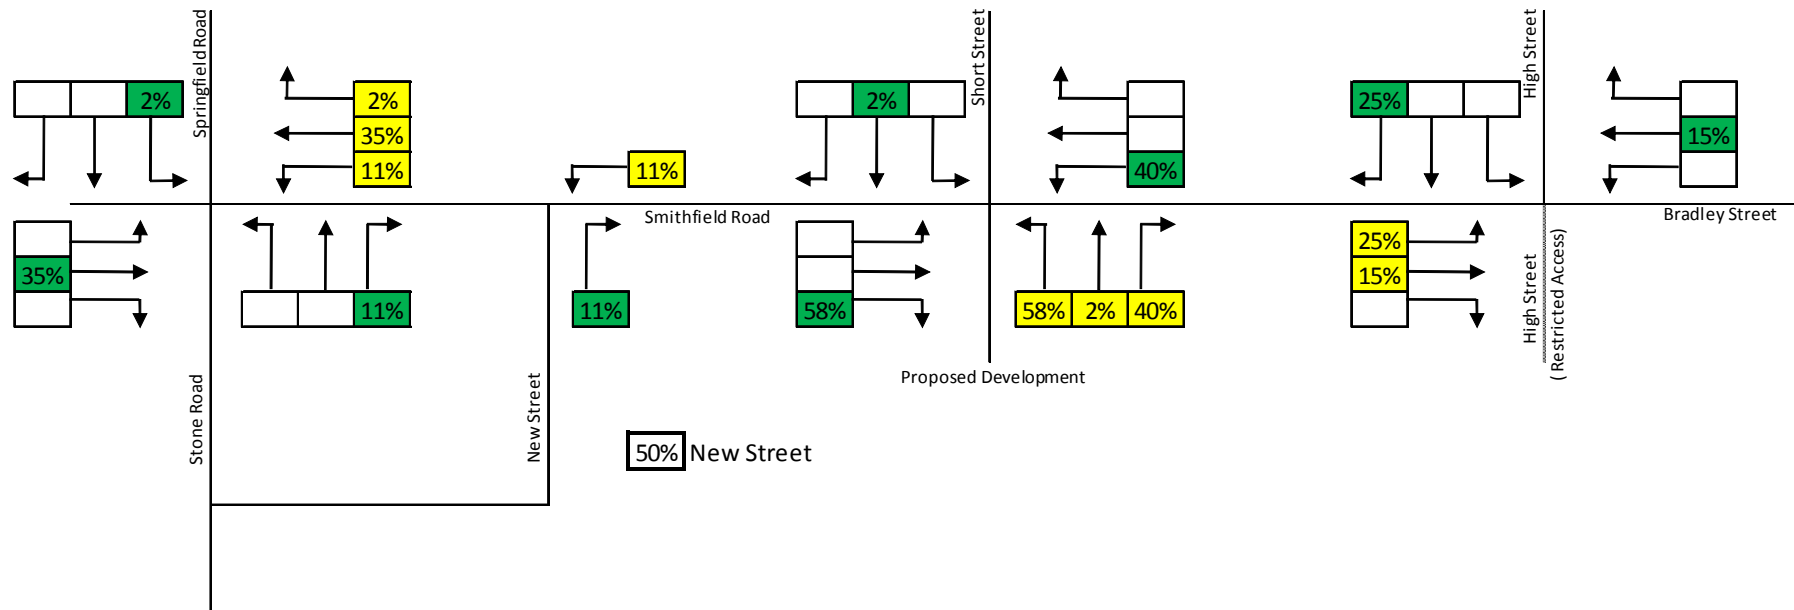 Springfield Road
2%
2%
35%
11%
11%
2%
Short Street
40%
High Street
25%
15%
Smithfield Road
Bradley Street
35%
11%
11%
58%
58% 2% 40%
25%
15%
High Street
( Restricted Access)
Proposed Development
Stone Road
New Street
50% New Street